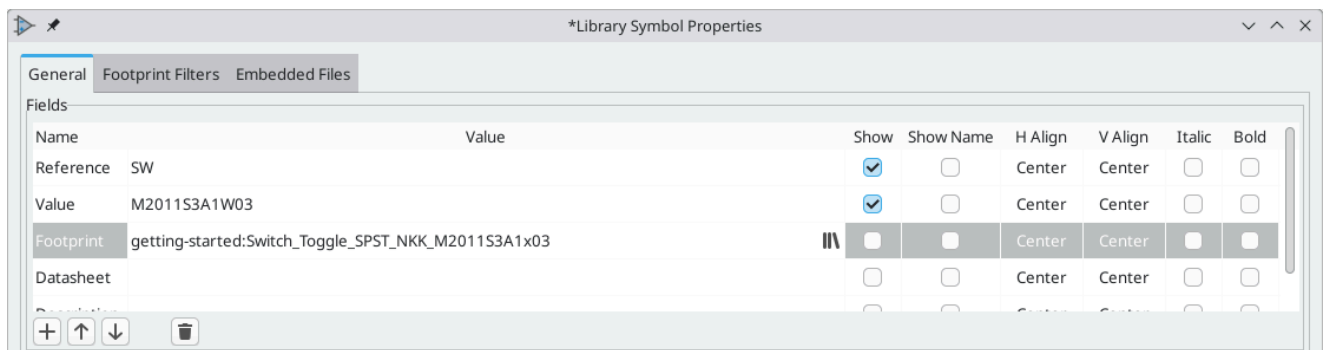 *Library Symbol Properties
General Footprint Filters Embedded Files
Fields
Name Value Show Show Name H Align V Align Italic Bold
Reference SW Center Center
Value M2011S3A1W03 Center Center
Footprint getting-started:Switch_Toggle_SPST_NKK_M2011S3A1x03 Center Center
Datasheet Center Center